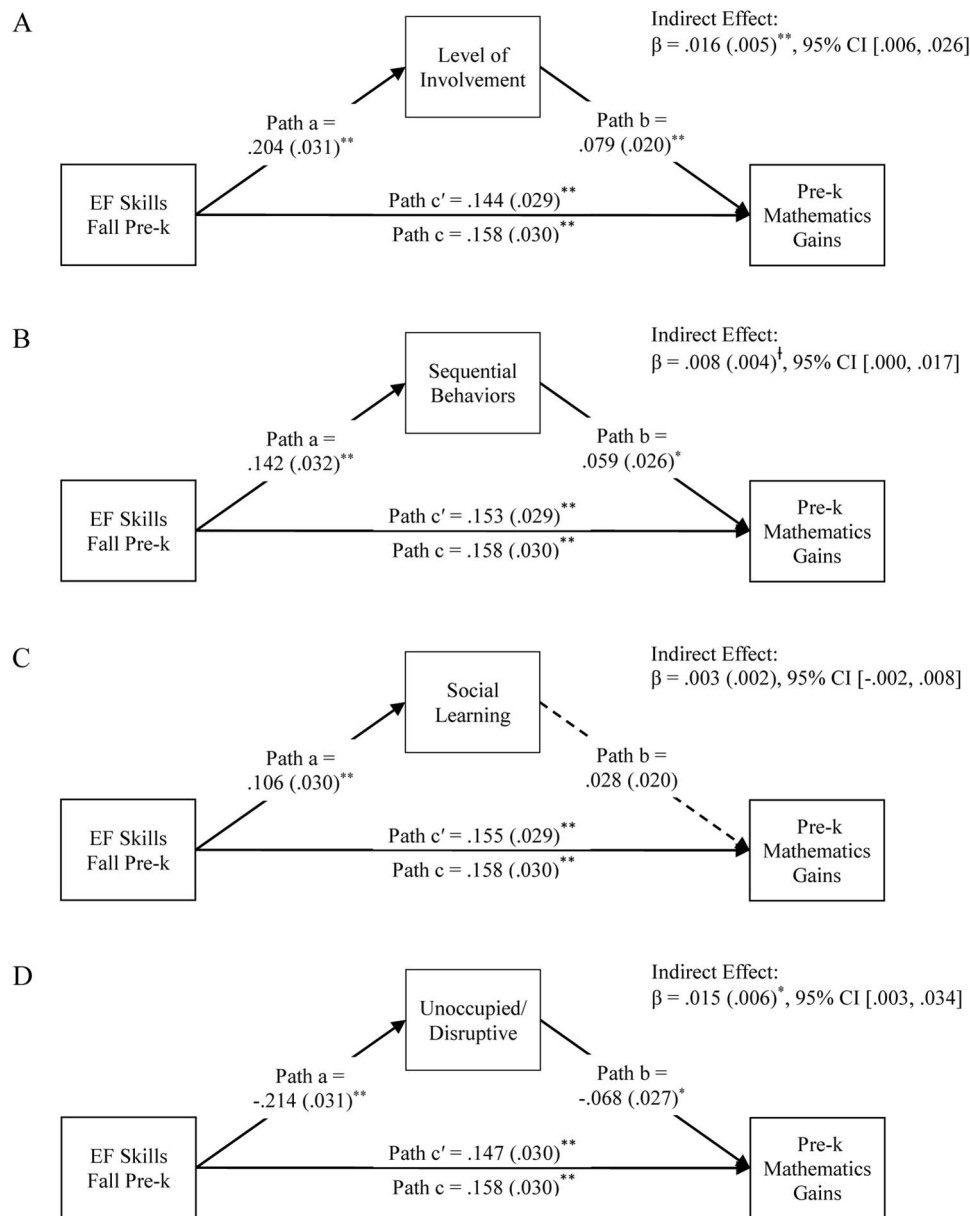 A
Indirect Effect:
β = .016 (.005)**, 95% CI [.006, .026]
Level of
Involvement
Path a =
.204 (.031)**
Path b =
.079 (.020)**
EF Skills
Fall Pre-k
Path c′ = .144 (.029)**
Path c = .158 (.030)**
Pre-k
Mathematics
Gains
B
Indirect Effect:
β = .008 (.004)ƚ, 95% CI [.000, .017]
Sequential
Behaviors
Path a =
.142 (.032)**
Path b =
.059 (.026)*
EF Skills
Fall Pre-k
Path c′ = .153 (.029)**
Path c = .158 (.030)**
Pre-k
Mathematics
Gains
C
Indirect Effect:
β = .003 (.002), 95% CI [-.002, .008]
Social
Learning
Path a =
.106 (.030)**
Path b =
.028 (.020)
EF Skills
Fall Pre-k
Path c′ = .155 (.029)**
Path c = .158 (.030)**
Pre-k
Mathematics
Gains
D
Indirect Effect:
β = .015 (.006)*, 95% CI [.003, .034]
Unoccupied/
Disruptive
Path a =
-.214 (.031)**
Path b =
-.068 (.027)*
EF Skills
Fall Pre-k
Path c′ = .147 (.030)**
Path c = .158 (.030)**
Pre-k
Mathematics
Gains